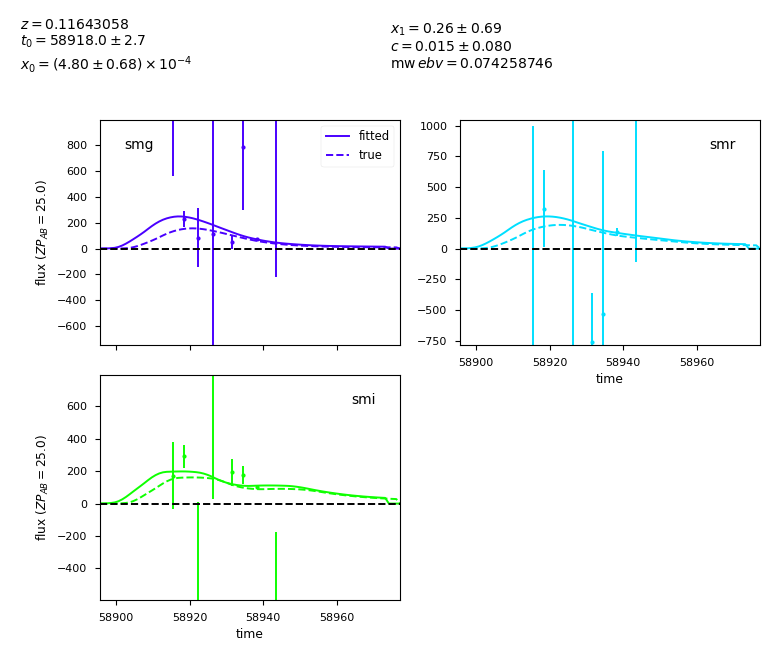 z = 0.11643058
t₀ = 58918.0 ± 2.7
x₀ = (4.80 ± 0.68) × 10⁻⁴
x₁ = 0.26 ± 0.69
c = 0.015 ± 0.080
mw ebv = 0.074258746
smg
fitted
true
800
600
400
200
0
−200
−400
−600
flux (ZP_AB = 25.0)
smr
1000
750
500
250
0
−250
−500
−750
58900 58920 58940 58960
time
smi
600
400
200
0
−200
−400
flux (ZP_AB = 25.0)
58900 58920 58940 58960
time